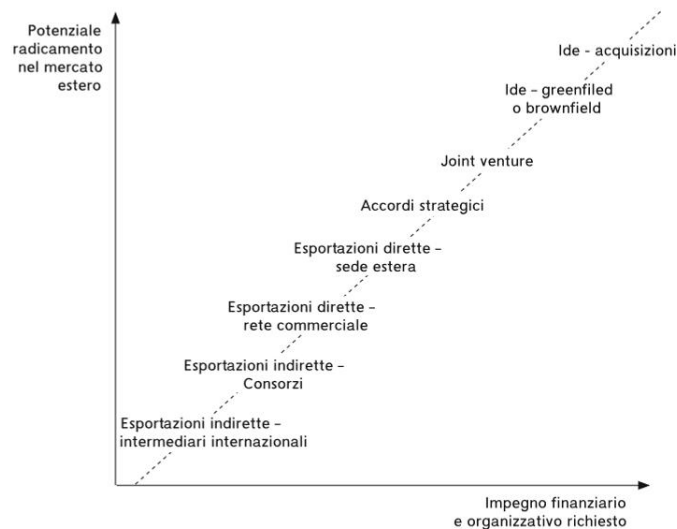 Potenziale
radicamento
nel mercato
estero
Ide - acquisizioni
Ide - greenfiled
o brownfield
Joint venture
Accordi strategici
Esportazioni dirette -
sede estera
Esportazioni dirette -
rete commerciale
Esportazioni indirette -
Consorzi
Esportazioni indirette -
intermediari internazionali
Impegno finanziario
e organizzativo richiesto